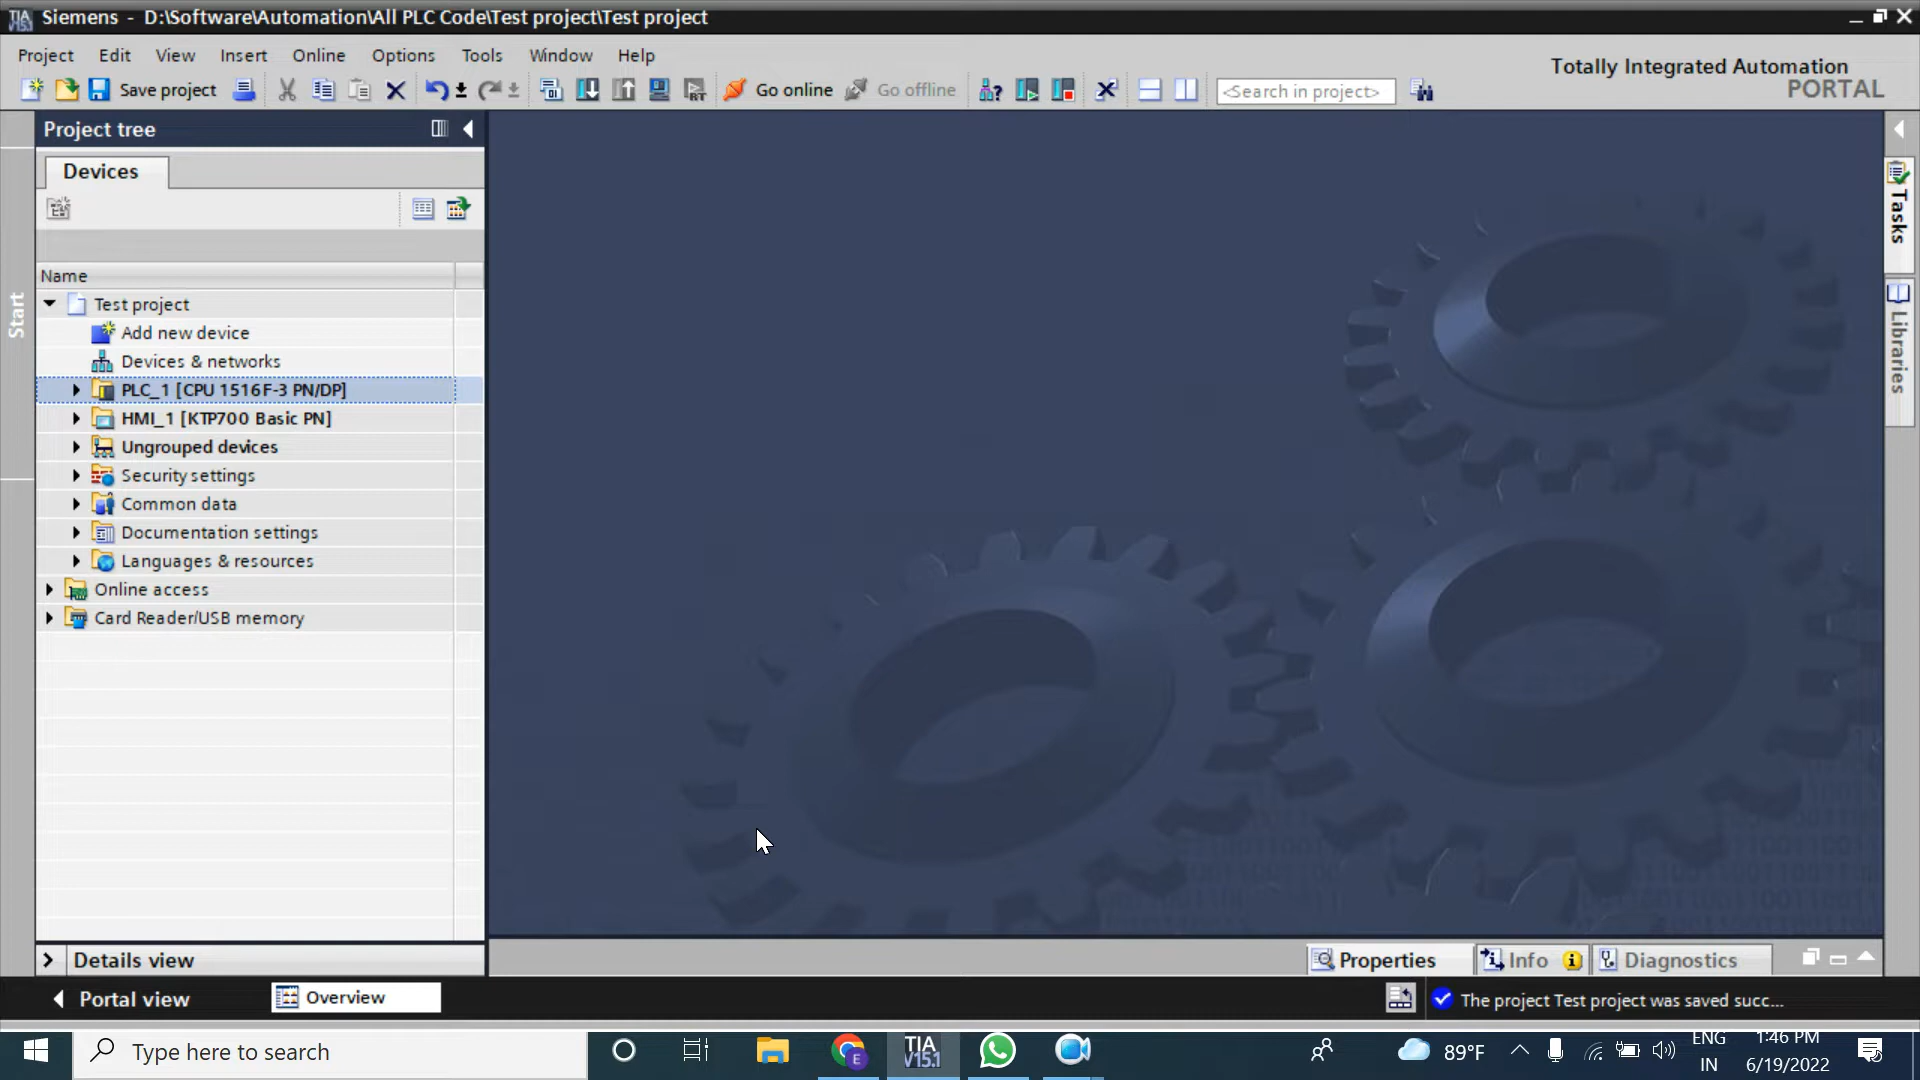 TIA
V15.1
Siemens - D:\Software\Automation\All PLC Code\Test project\Test project
Project Edit View Insert Online Options Tools Window Help
Totally Integrated Automation
PORTAL
Save project
RT
Go online
Go offline
<Search in project>
Project tree
Devices
Name
Test project
Add new device
Devices & networks
PLC_1 [CPU 1516F-3 PN/DP]
HMI_1 [KTP700 Basic PN]
Ungrouped devices
Security settings
Common data
Documentation settings
Languages & resources
Online access
Card Reader/USB memory
Start
Tasks
Libraries
Details view
Properties
Info
Diagnostics
Portal view
Overview
The project Test project was saved succ...
Type here to search
E
TIA
V15.1
89°F
ENG
IN
1:46 PM
6/19/2022